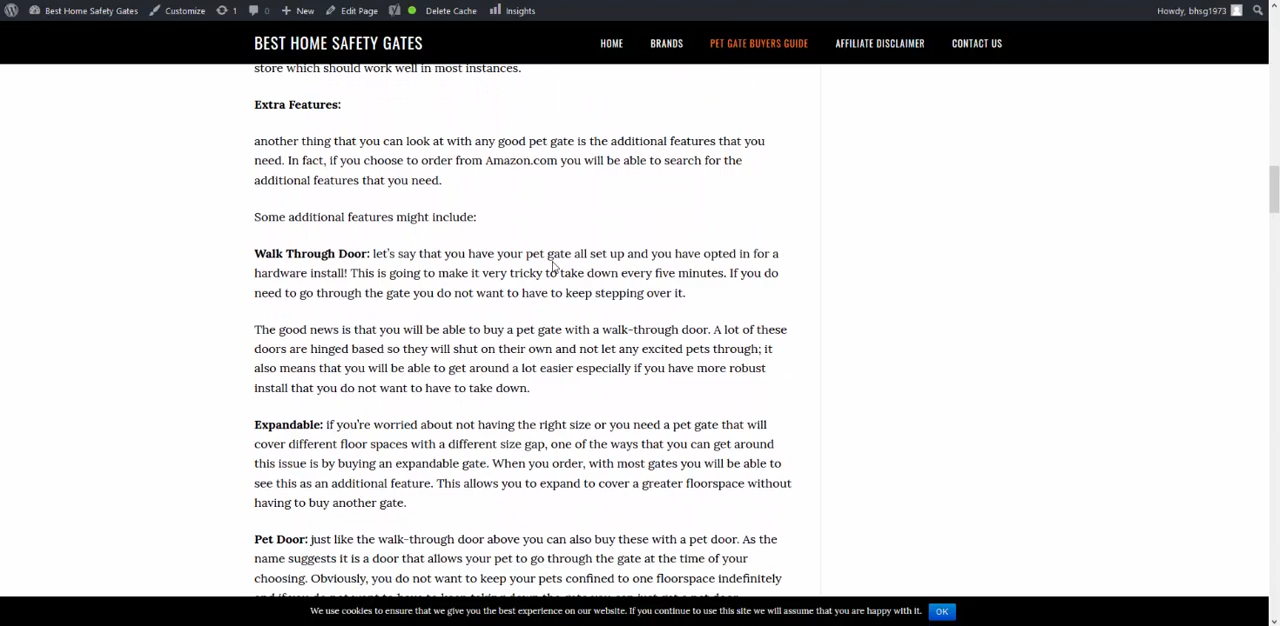 Best Home Safety Gates Customize 1 0 New Edit Page Delete Cache Insights Howdy, bhsg1973
BEST HOME SAFETY GATES HOME BRANDS PET GATE BUYERS GUIDE AFFILIATE DISCLAIMER CONTACT US
store which should work well in most instances.
Extra Features:
another thing that you can look at with any good pet gate is the additional features that you
need. In fact, if you choose to order from Amazon.com you will be able to search for the
additional features that you need.
Some additional features might include:
Walk Through Door: let's say that you have your pet gate all set up and you have opted in for a
hardware install! This is going to make it very tricky to take down every five minutes. If you do
need to go through the gate you do not want to have to keep stepping over it.
The good news is that you will be able to buy a pet gate with a walk-through door. A lot of these
doors are hinged based so they will shut on their own and not let any excited pets through; it
also means that you will be able to get around a lot easier especially if you have more robust
install that you do not want to have to take down.
Expandable: if you're worried about not having the right size or you need a pet gate that will
cover different floor spaces with a different size gap, one of the ways that you can get around
this issue is by buying an expandable gate. When you order, with most gates you will be able to
see this as an additional feature. This allows you to expand to cover a greater floorspace without
having to buy another gate.
Pet Door: just like the walk-through door above you can also buy these with a pet door. As the
name suggests it is a door that allows your pet to go through the gate at the time of your
choosing. Obviously, you do not want to keep your pets confined to one floorspace indefinitely
We use cookies to ensure that we give you the best experience on our website. If you continue to use this site we will assume that you are happy with it. OK